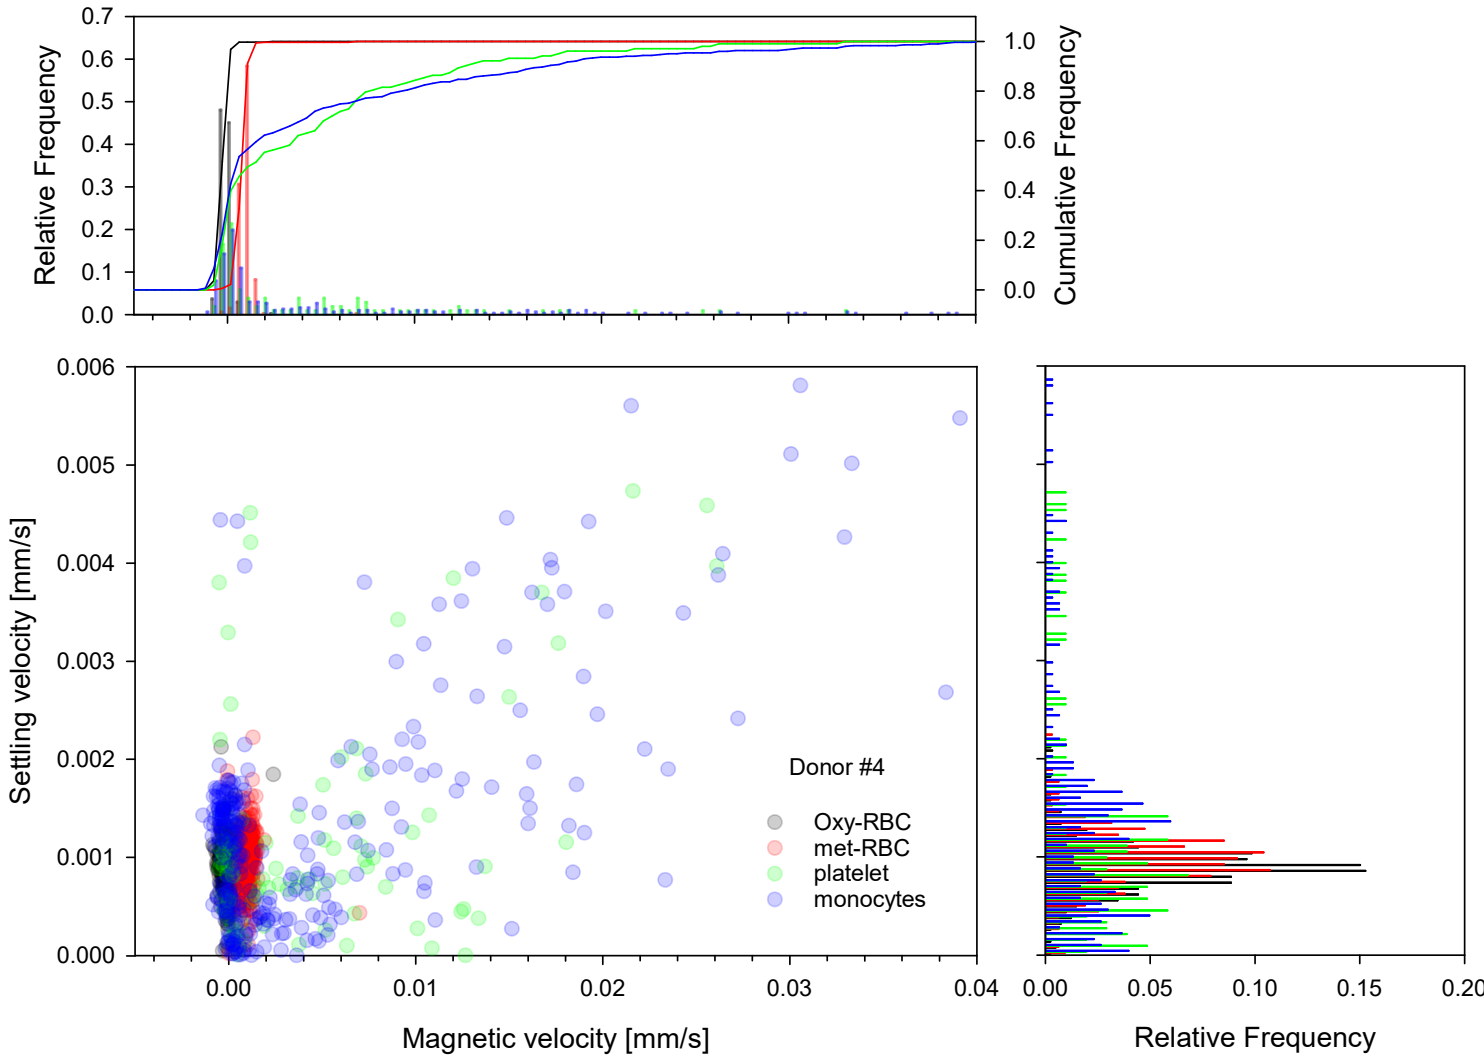 0.7
0.6
0.5
0.4
0.3
0.2
0.1
0.0
Relative Frequency
1.0
0.8
0.6
0.4
0.2
0.0
Cumulative Frequency
0.006
0.005
0.004
0.003
0.002
0.001
0.000
Settling velocity [mm/s]
Donor #4
Oxy-RBC
met-RBC
platelet
monocytes
0.00 0.01 0.02 0.03 0.04
Magnetic velocity [mm/s]
0.00 0.05 0.10 0.15 0.20
Relative Frequency